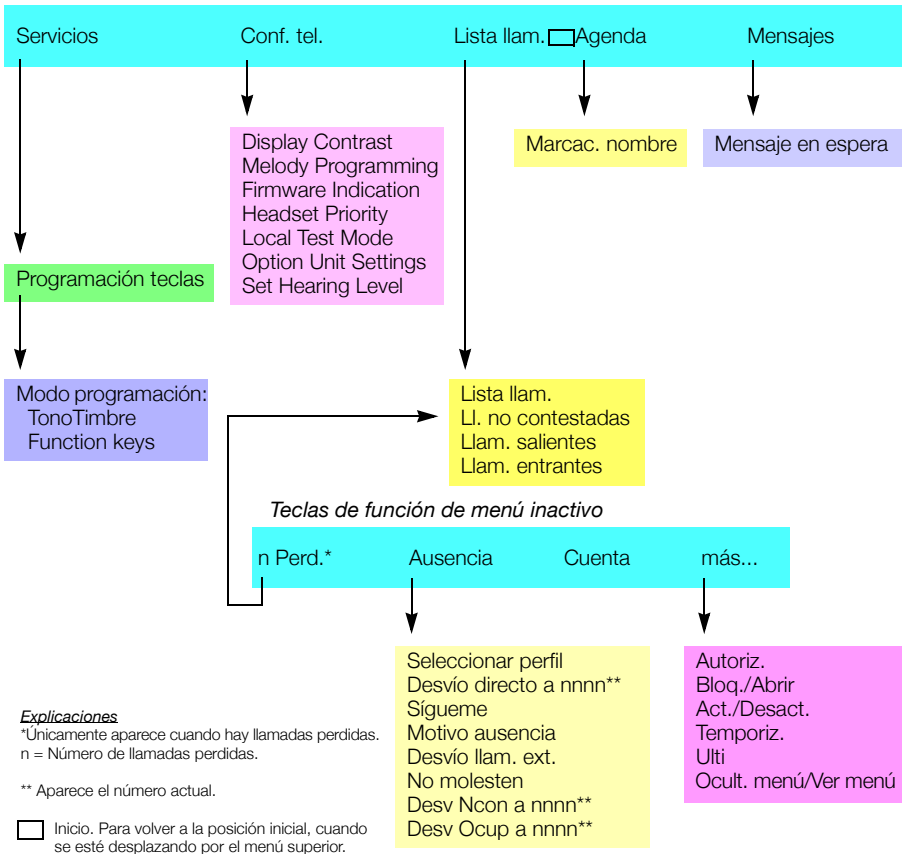 Servicios Conf. tel. Lista llam. Agenda Mensajes
Display Contrast
Melody Programming
Firmware Indication
Headset Priority
Local Test Mode
Option Unit Settings
Set Hearing Level
Marcac. nombre
Mensaje en espera
Programación teclas
Modo programación:
TonoTimbre
Function keys
Lista llam.
Ll. no contestadas
Llam. salientes
Llam. entrantes
Teclas de función de menú inactivo
n Perd.* Ausencia Cuenta más...
Seleccionar perfil
Desvío directo a nnnn**
Sígueme
Motivo ausencia
Desvío llam. ext.
No molesten
Desv Ncon a nnnn**
Desv Ocup a nnnn**
Autoriz.
Bloq./Abrir
Act./Desact.
Temporiz.
Ulti
Ocult. menú/Ver menú
Explicaciones
*Únicamente aparece cuando hay llamadas perdidas.
n = Número de llamadas perdidas.
** Aparece el número actual.
Inicio. Para volver a la posición inicial, cuando
se esté desplazando por el menú superior.